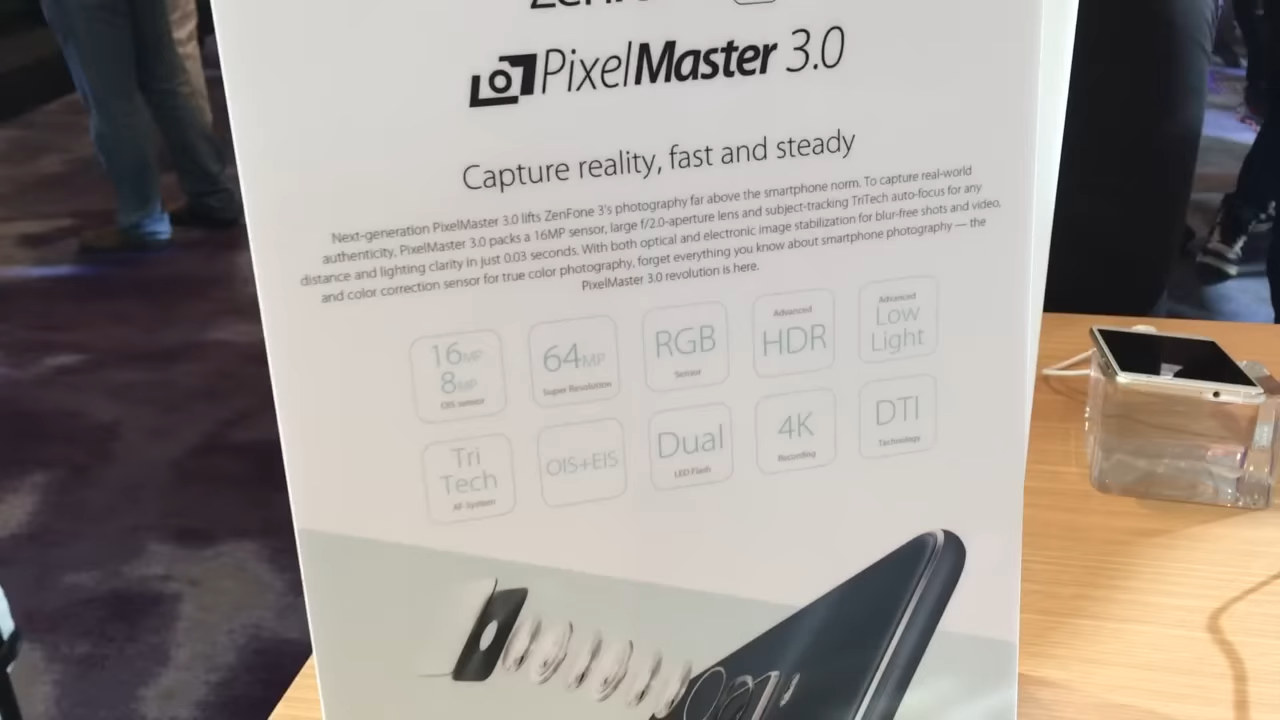 ZenFone
PixelMaster 3.0
Capture reality, fast and steady
Next-generation PixelMaster 3.0 lifts ZenFone 3's photography far above the smartphone norm. To capture real-world
authenticity, PixelMaster 3.0 packs a 16MP sensor, large f/2.0-aperture lens and subject-tracking TriTech auto-focus for any
distance and lighting clarity in just 0.03 seconds. With both optical and electronic image stabilization for blur-free shots and video,
and color correction sensor for true color photography, forget everything you know about smartphone photography — the
PixelMaster 3.0 revolution is here.
16MP
8MP
OIS sensor
64MP
Super Resolution
RGB
Sensor
Advanced
HDR
Advanced
Low
Light
Tri
Tech
AF System
OIS+EIS
Dual
LED Flash
4K
Recording
DTI
Technology